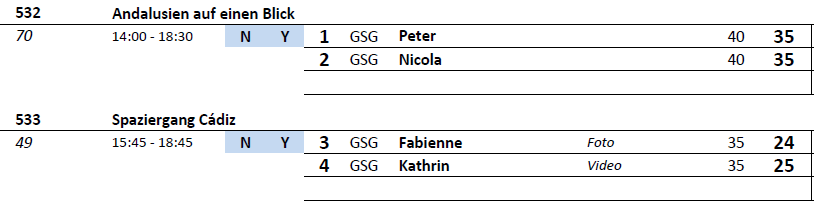 532 Andalusien auf einen Blick
70 14:00 - 18:30 N Y 1 GSG Peter 40 35
2 GSG Nicola 40 35
533 Spaziergang Cádiz
49 15:45 - 18:45 N Y 3 GSG Fabienne Foto 35 24
4 GSG Kathrin Video 35 25